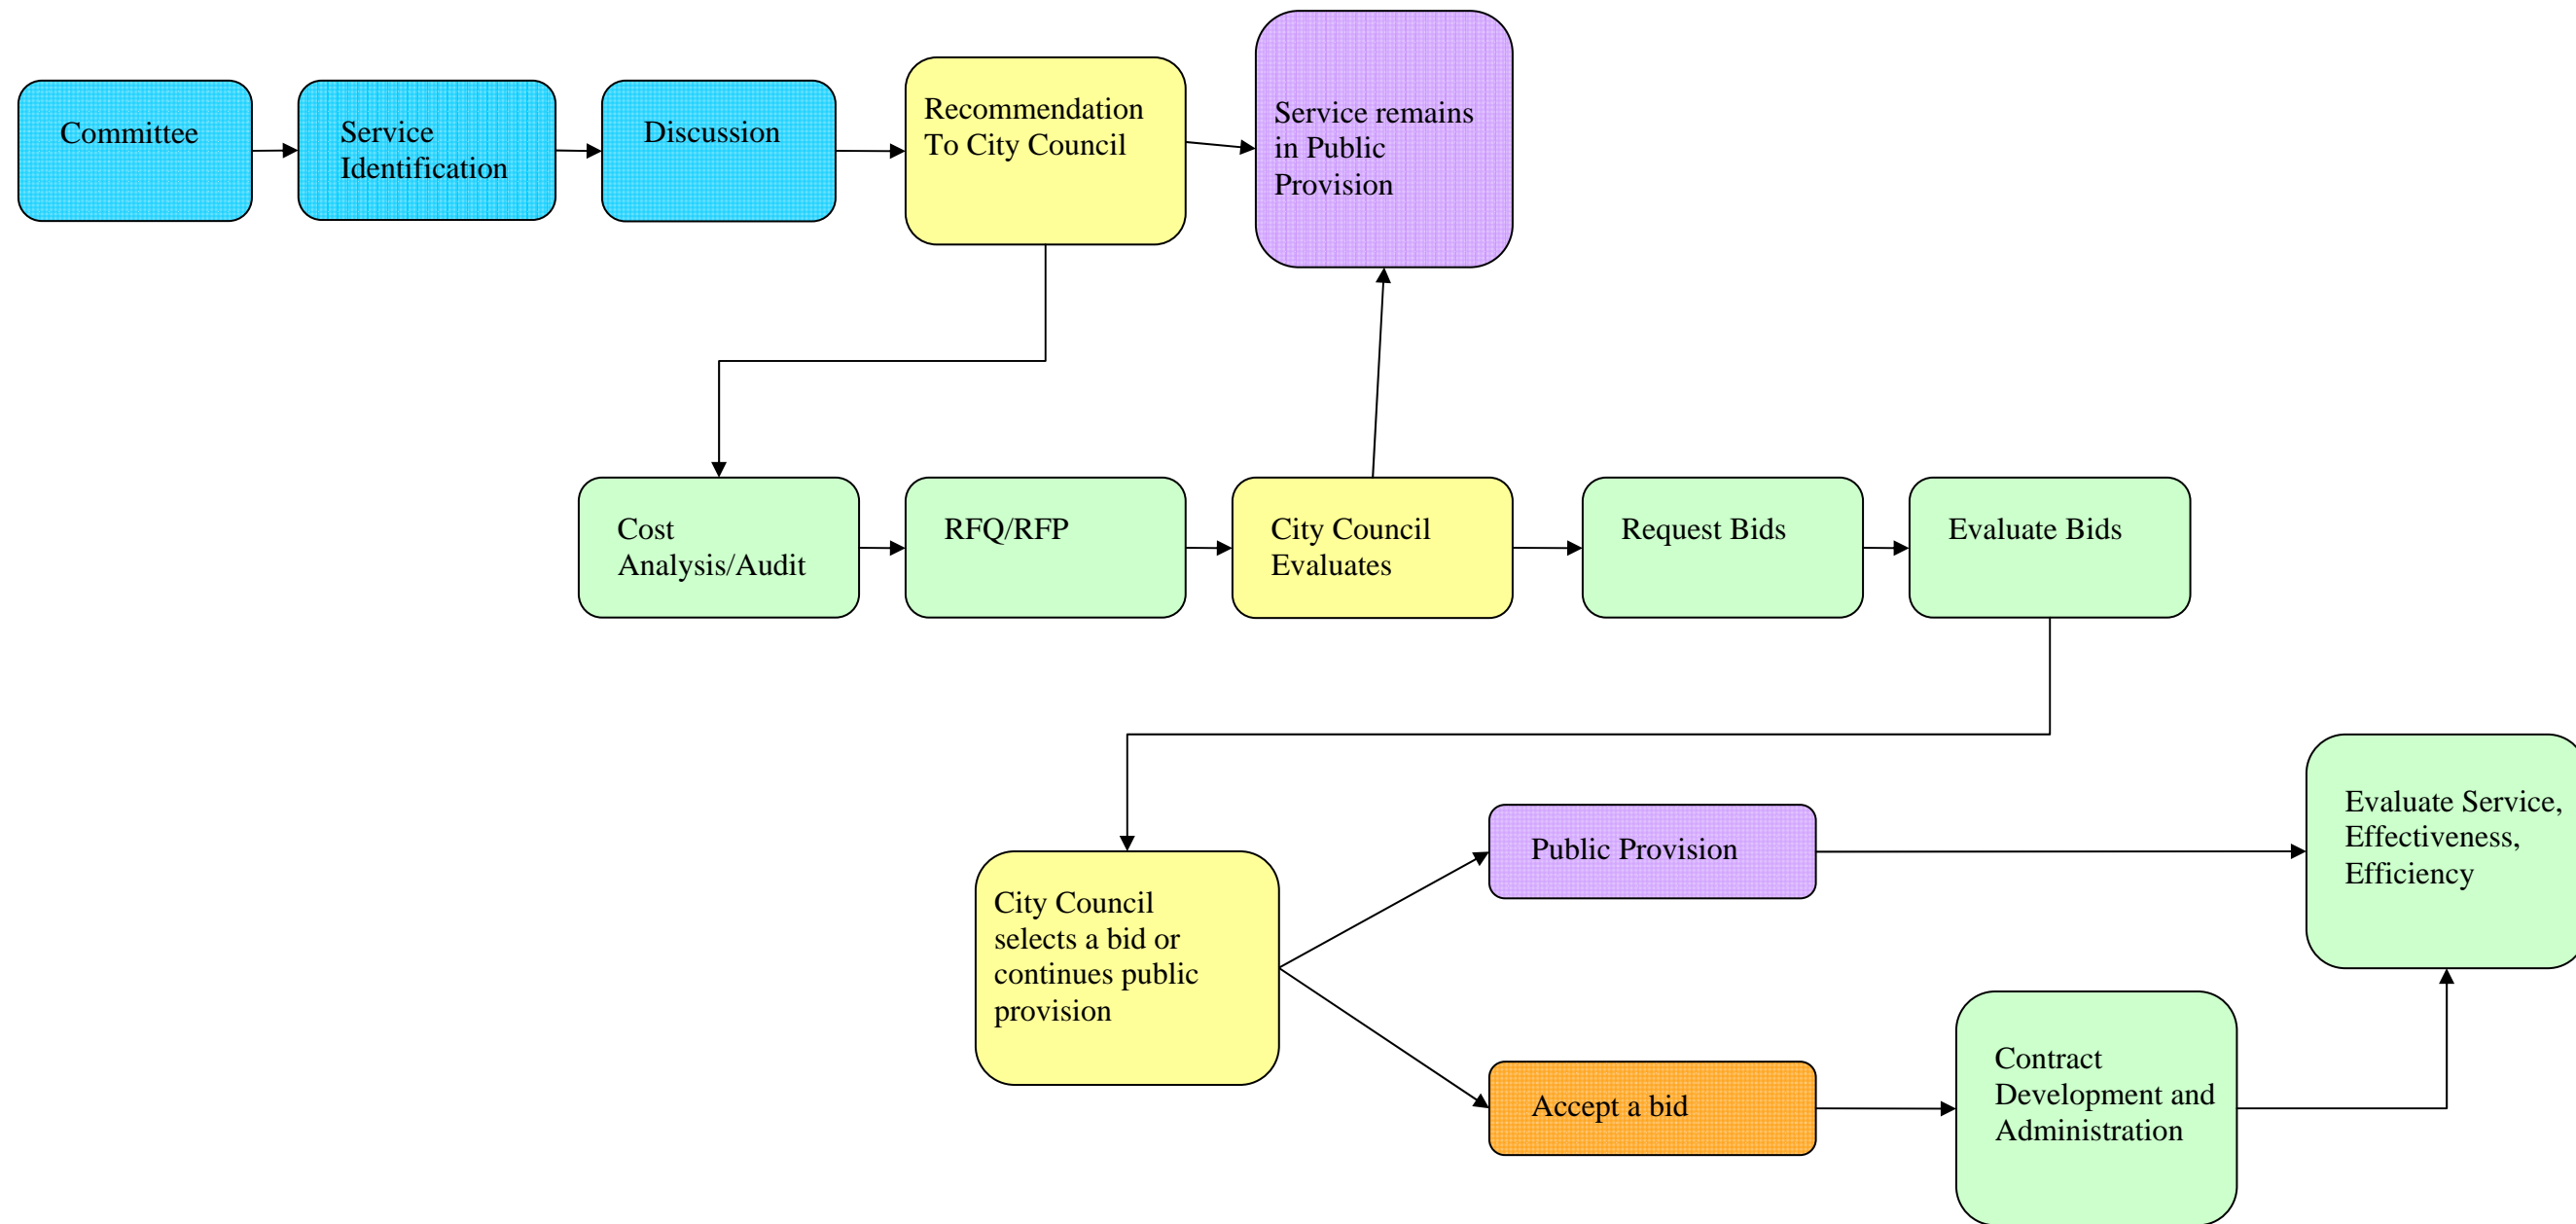 Committee
Service
Identification
Discussion
Recommendation
To City Council
Service remains
in Public
Provision
Cost
Analysis/Audit
RFQ/RFP
City Council
Evaluates
Request Bids
Evaluate Bids
City Council
selects a bid or
continues public
provision
Public Provision
Accept a bid
Contract
Development and
Administration
Evaluate Service,
Effectiveness,
Efficiency